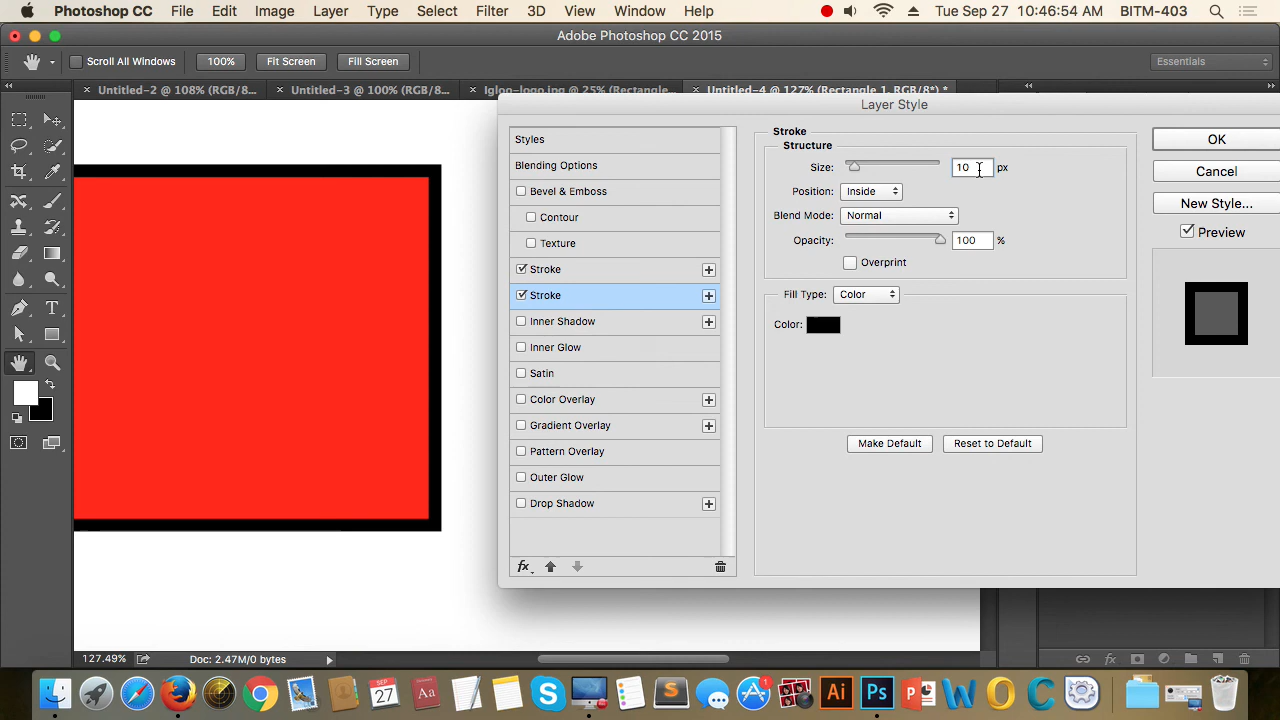 Photoshop CC File Edit Image Layer Type Select Filter 3D View Window Help Tue Sep 27 10:46:54 AM BITM-403
Adobe Photoshop CC 2015
Scroll All Windows 100% Fit Screen Fill Screen Essentials
Untitled-2 @ 108% (RGB/8... Untitled-3 @ 100% (RGB/8... Igloo-logo.jpg @ 25% (Rectangle Untitled-4 @ 127% (Rectangle 1, RGB/8*) *
Layer Style
Styles
Blending Options
Bevel & Emboss
Contour
Texture
Stroke
Stroke
Inner Shadow
Inner Glow
Satin
Color Overlay
Gradient Overlay
Pattern Overlay
Outer Glow
Drop Shadow
fx
Stroke
Structure
Size: 10 px
Position: Inside
Blend Mode: Normal
Opacity: 100 %
Overprint
Fill Type: Color
Color:
Make Default Reset to Default
OK
Cancel
New Style...
Preview
T
127.49% Doc: 2.47M/0 bytes
fx
SEP
27
Aa
S
S
1
Ai
Ps
P
W
O
C